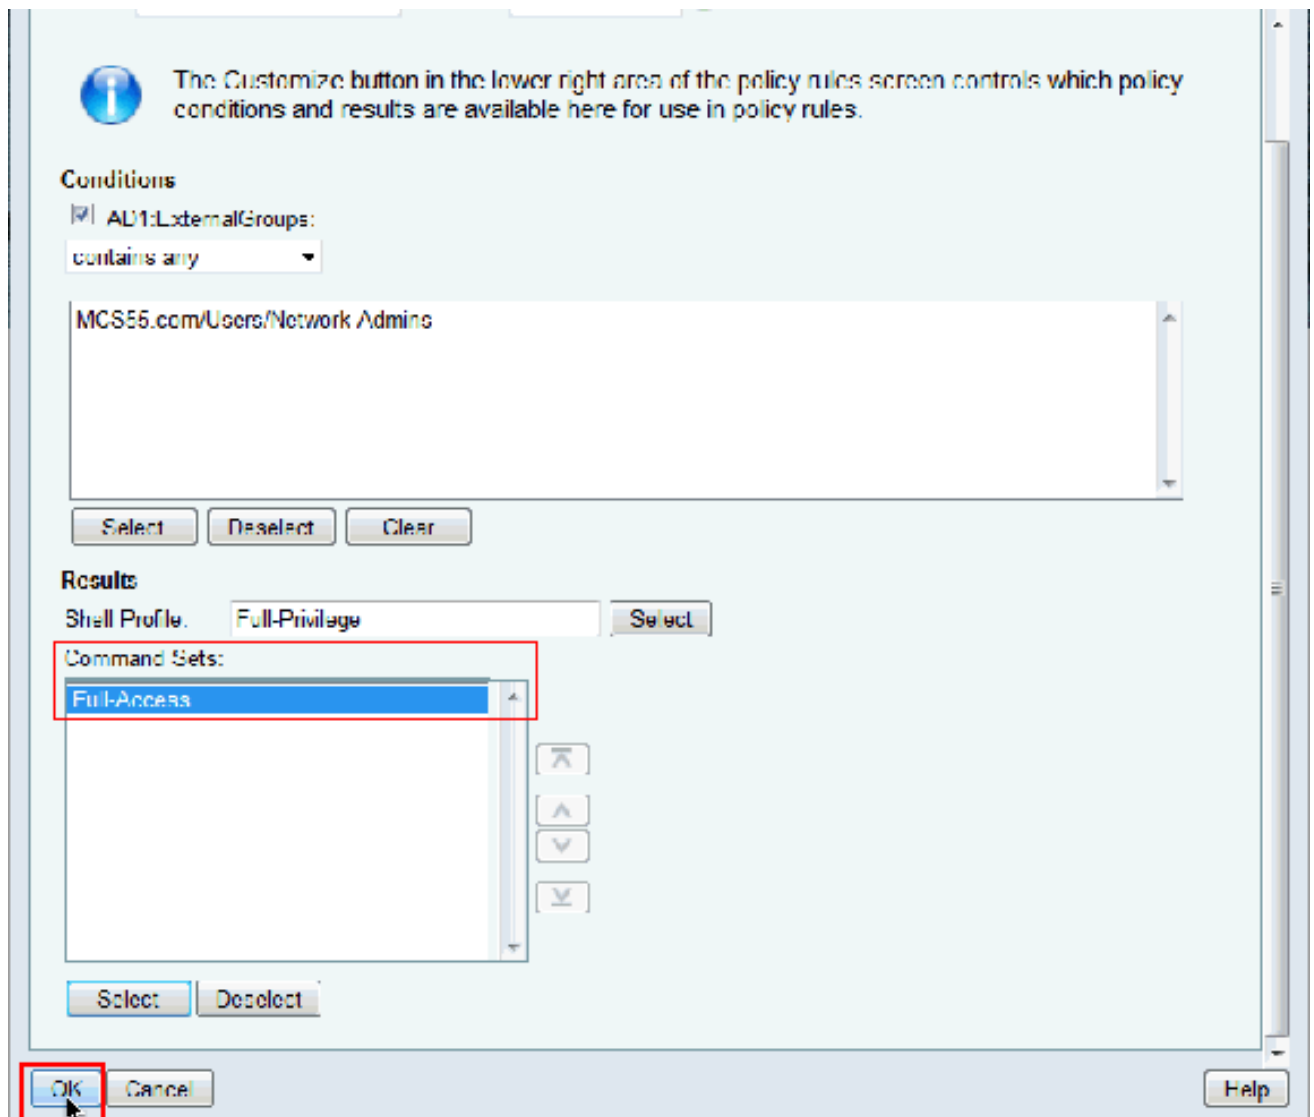 The Customize button in the lower right area of the policy rules screen controls which policy
conditions and results are available here for use in policy rules.
Conditions
AD1:ExternalGroups:
contains any
MCS55.com/Users/Network Admins
Select Deselect Clear
Results
Shell Profile: Full-Privilege Select
Command Sets:
Full-Access
Select Deselect
OK Cancel Help